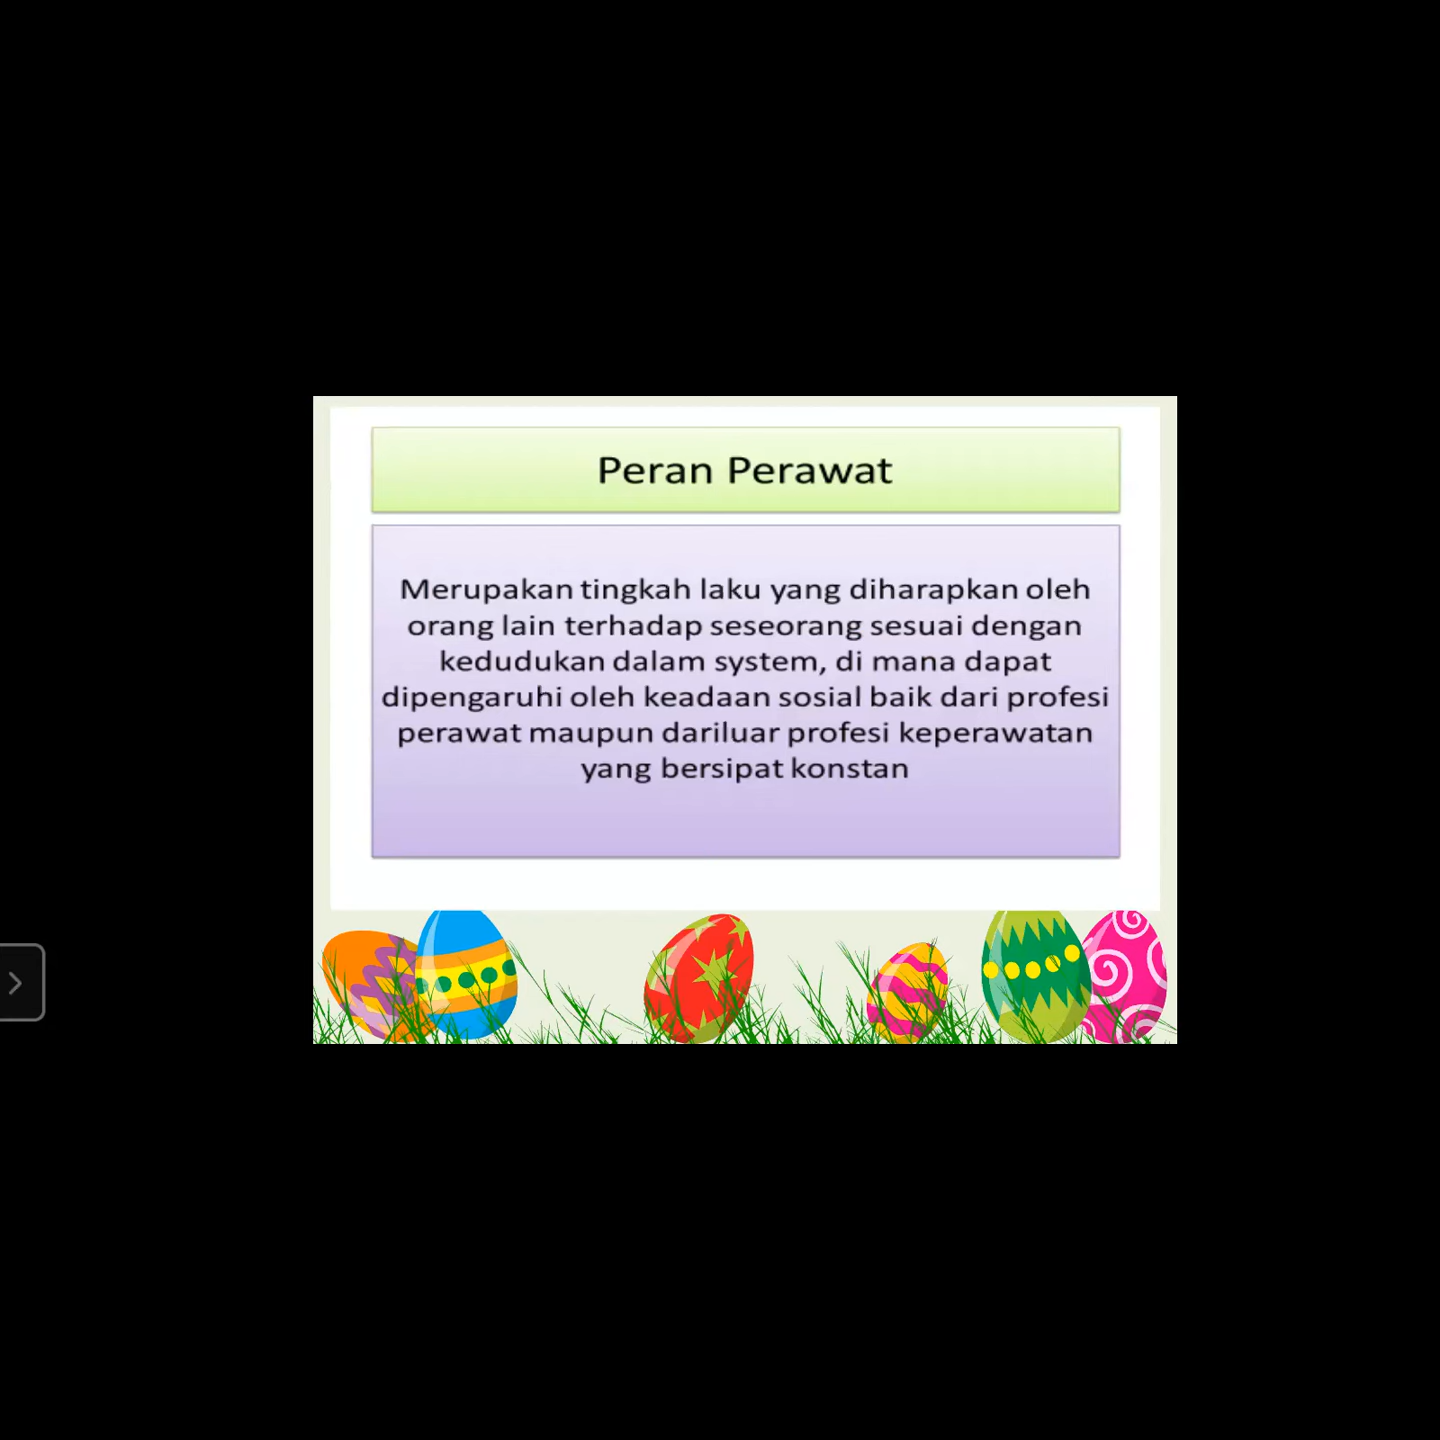 Peran Perawat
Merupakan tingkah laku yang diharapkan oleh
orang lain terhadap seseorang sesuai dengan
kedudukan dalam system, di mana dapat
dipengaruhi oleh keadaan sosial baik dari profesi
perawat maupun dariluar profesi keperawatan
yang bersipat konstan